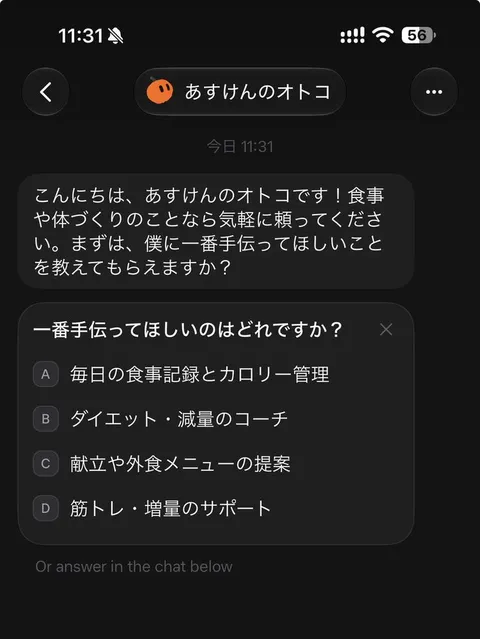 11:31
56
あすけんのオトコ
今日 11:31
こんにちは、あすけんのオトコです！食事
や体づくりのことなら気軽に頼ってくださ
い。まずは、僕に一番手伝ってほしいこと
を教えてもらえますか？
一番手伝ってほしいのはどれですか？
A 毎日の食事記録とカロリー管理
B ダイエット・減量のコーチ
C 献立や外食メニューの提案
D 筋トレ・増量のサポート
Or answer in the chat below